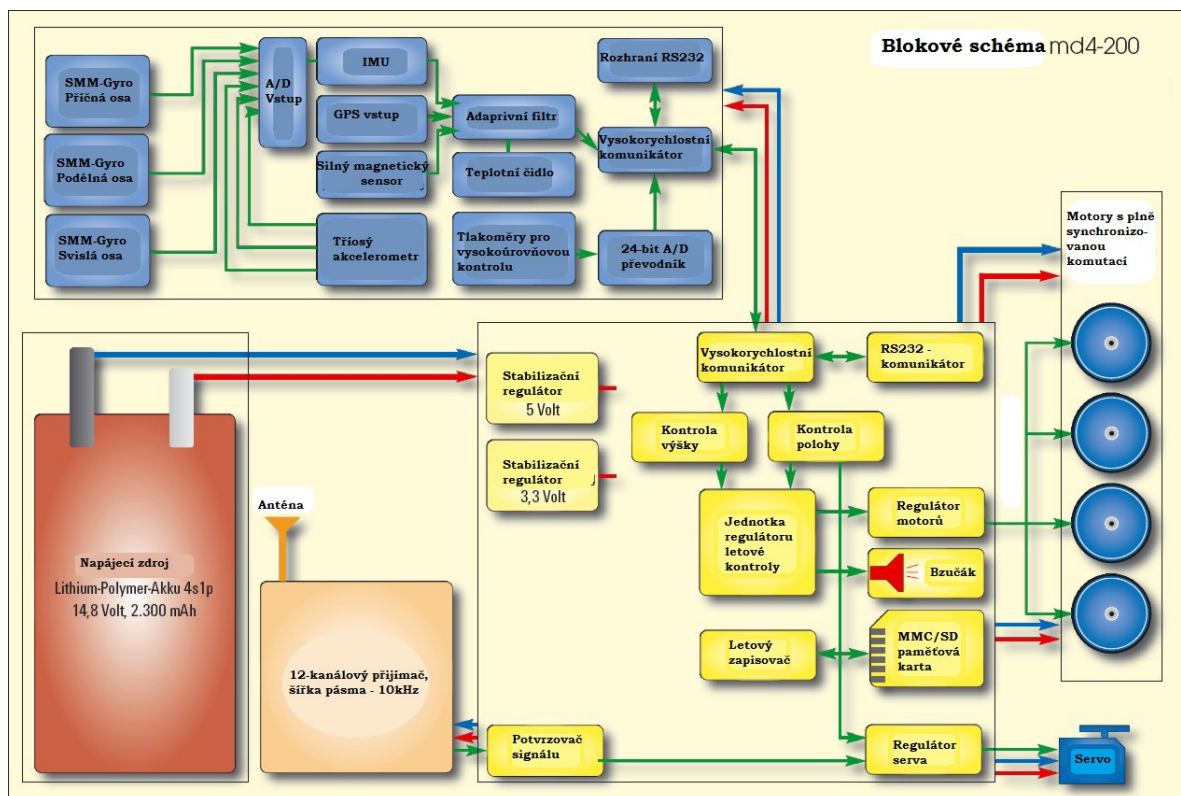 Blokové schéma md4-200
SMM-Gyro
Příčná osa
SMM-Gyro
Podélná osa
SMM-Gyro
Svislá osa
A/D
Vstup
IMU
GPS vstup
Silný magnetický
sensor
Tříosý
akcelerometr
Adaprivní filtr
Teplotní čidlo
Tlakoměry pro
vysokoúrovňovou
kontrolu
Rozhraní RS232
Vysokorychlostní
komunikátor
24-bit A/D
převodník
Motory s plně
synchronizo-
vanou
komutací
Napájecí zdroj
Lithium-Polymer-Akku 4s1p
14,8 Volt, 2.300 mAh
Anténa
12-kanálový přijímač,
šířka pásma - 10kHz
Stabilizační
regulátor
5 Volt
Stabilizační
regulátor
3,3 Volt
Vysokorychlostní
komunikátor
RS232 -
komunikátor
Kontrola
výšky
Kontrola
polohy
Jednotka
regulátoru
letové
kontroly
Regulátor
motorů
Bzučák
Letový
zapisovač
MMC/SD
paměťová
karta
Potvrzovač
signálu
Regulátor
serva
Servo